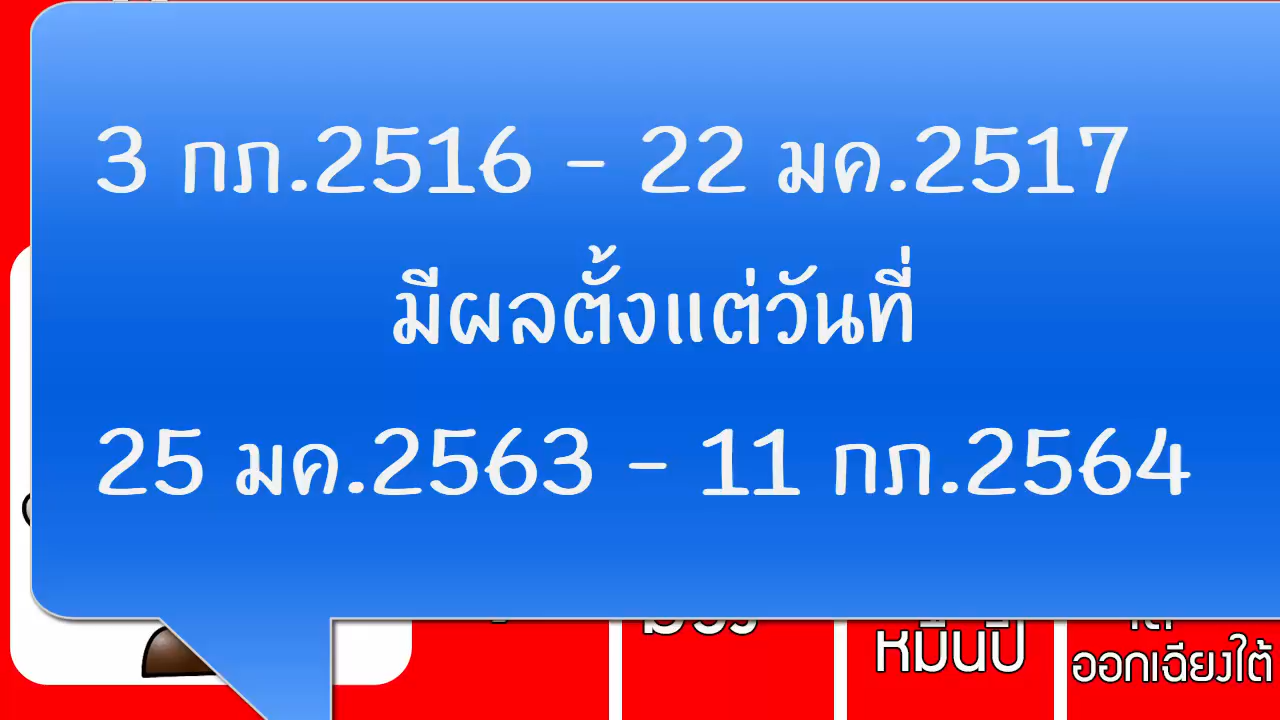 3 กภ.2516 - 22 มค.2517
มีผลตั้งแต่วันที่
25 มค.2563 - 11 กภ.2564
หมื่นปี
ออกเฉียงใต้